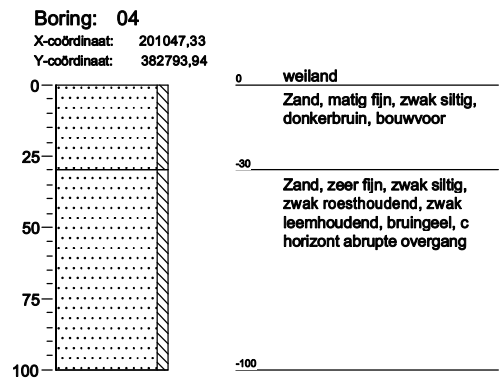 Boring: 04
X-coördinaat: 201047,33
Y-coördinaat: 382793,94
0
25
50
75
100
0 weiland
Zand, matig fijn, zwak siltig,
donkerbruin, bouwvoor
-30
Zand, zeer fijn, zwak siltig,
zwak roesthoudend, zwak
leemhoudend, bruingeel, c
horizont abrupte overgang
-100